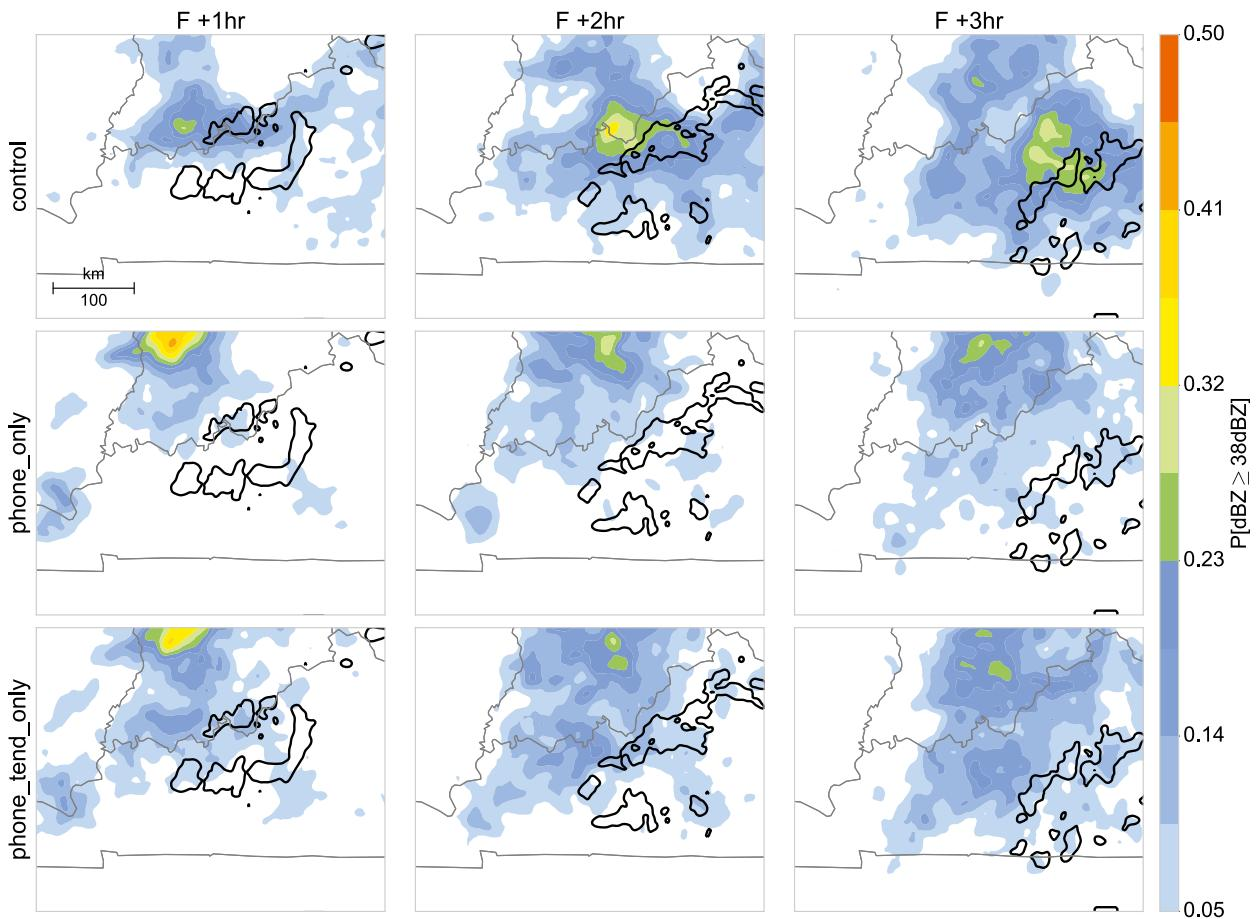 F +1hr
F +2hr
F +3hr
control
km
100
phone_only
phone_tend_only
0.50
0.41
0.32
0.23
0.14
0.05
P[dBZ ≥ 38dBZ]